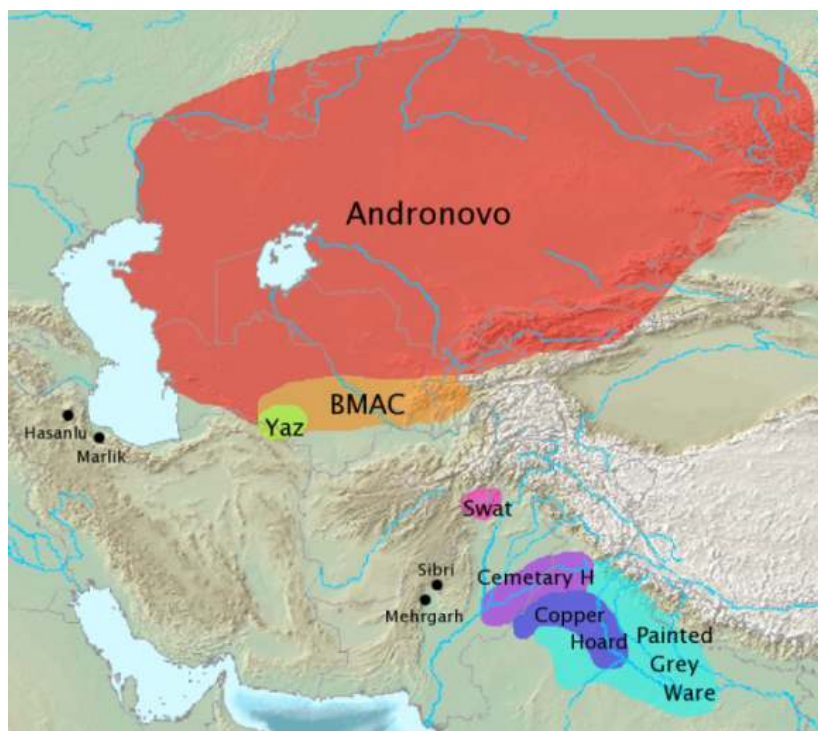 Andronovo
BMAC
Yaz
Hasanlu
Marlik
Swat
Sibri
Mehrgarh
Cemetary H
Copper
Hoard
Painted
Grey
Ware